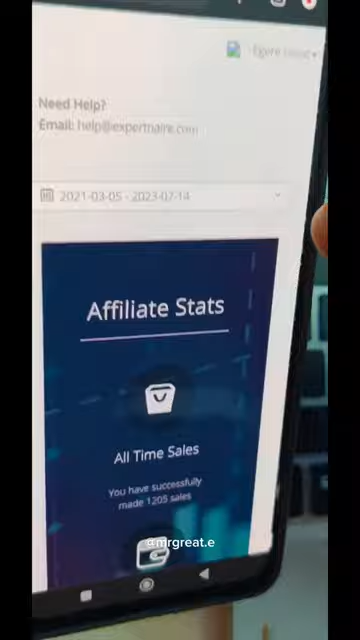 Need Help?
Email: help@expertnaire.com
2021-03-05 - 2023-07-14
Affiliate Stats
All Time Sales
You have successfully
made 1205 sales
@mrgreat.e